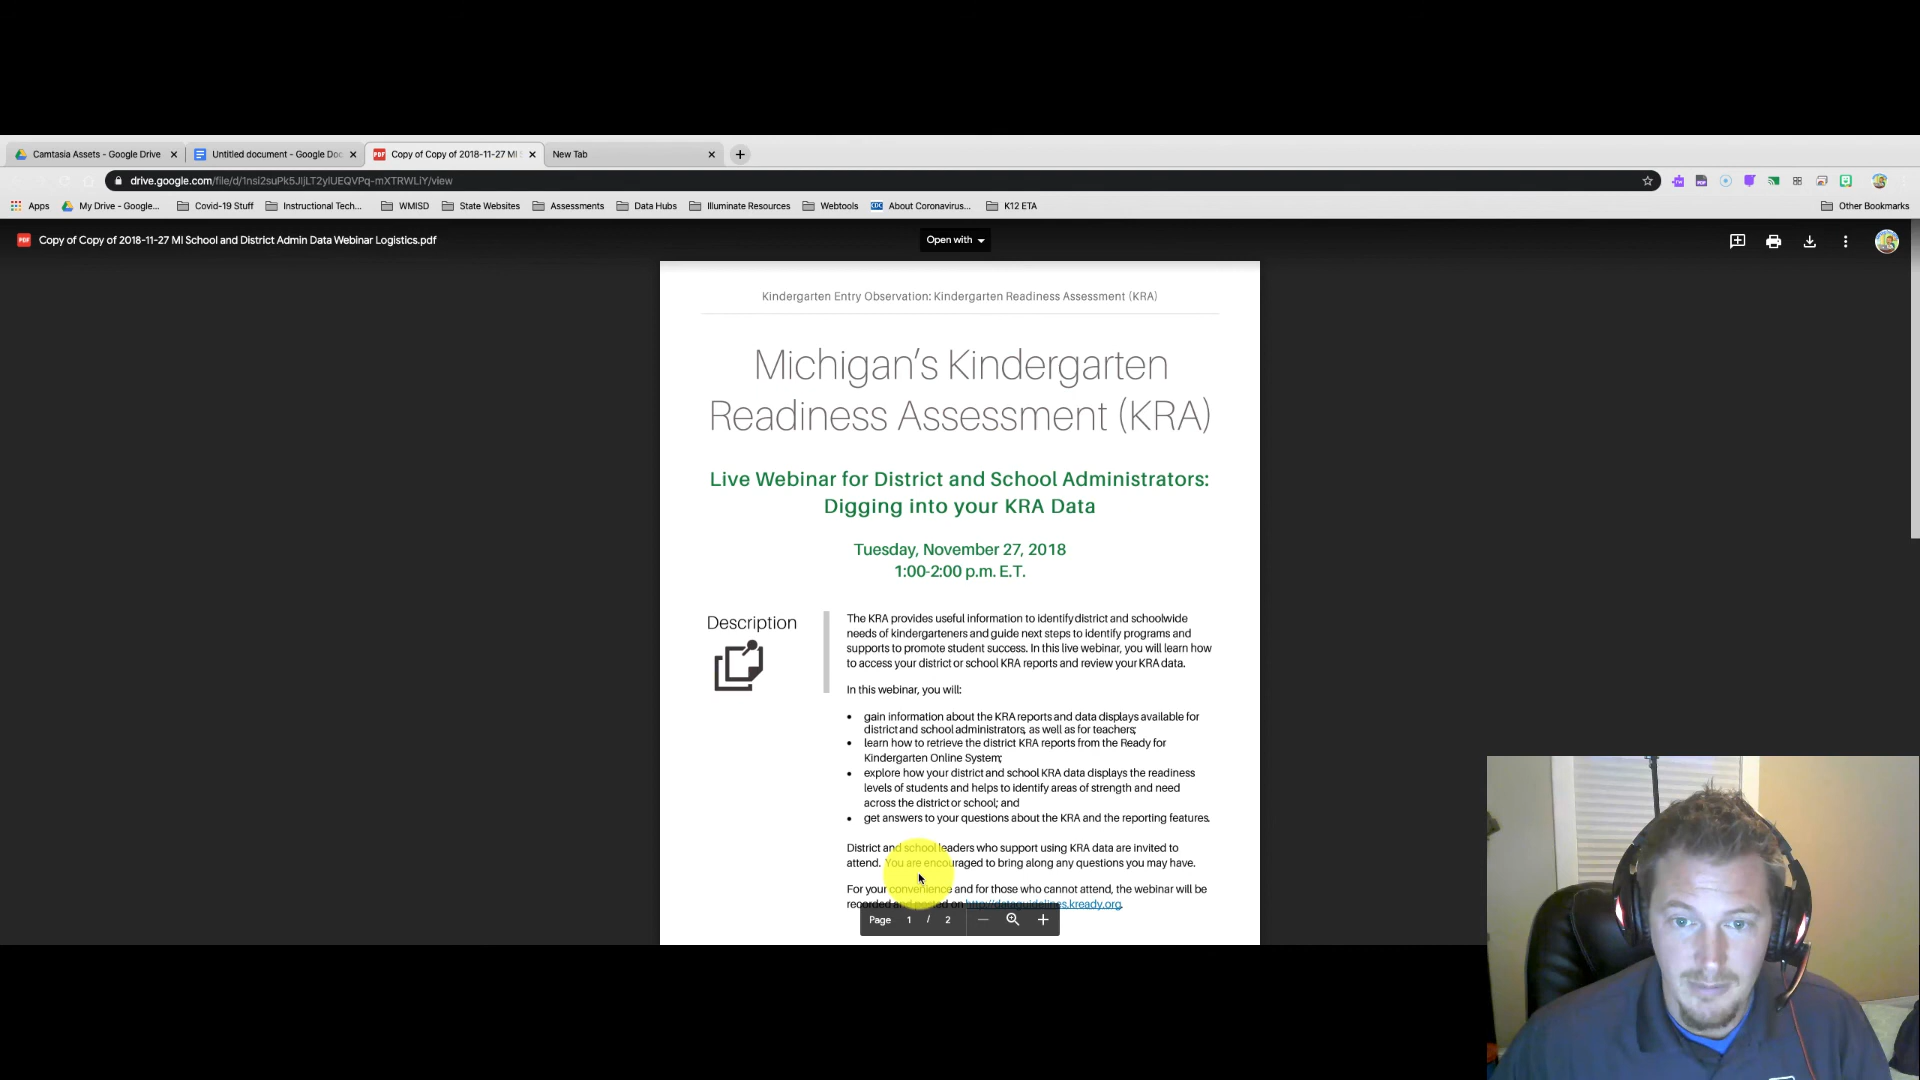 Camtasia Assets - Google Drive
Untitled document - Google Doc
Copy of Copy of 2018-11-27 MI S
New Tab
drive.google.com/file/d/1nsi2suPk5JIjLT2ylUEQVPq-mXTRWLiY/view
Apps
My Drive - Google...
Covid-19 Stuff
Instructional Tech...
WMISD
State Websites
Assessments
Data Hubs
Illuminate Resources
Webtools
About Coronavirus...
K12 ETA
Other Bookmarks
PDF Copy of Copy of 2018-11-27 MI School and District Admin Data Webinar Logistics.pdf
Open with
Kindergarten Entry Observation: Kindergarten Readiness Assessment (KRA)
Michigan's Kindergarten
Readiness Assessment (KRA)
Live Webinar for District and School Administrators:
Digging into your KRA Data
Tuesday, November 27, 2018
1:00-2:00 p.m. E.T.
Description
The KRA provides useful information to identify district and schoolwide
needs of kindergarteners and guide next steps to identify programs and
supports to promote student success. In this live webinar, you will learn how
to access your district or school KRA reports and review your KRA data.
In this webinar, you will:
• gain information about the KRA reports and data displays available for
district and school administrators, as well as for teachers;
• learn how to retrieve the district KRA reports from the Ready for
Kindergarten Online System;
• explore how your district and school KRA data displays the readiness
levels of students and helps to identify areas of strength and need
across the district or school; and
• get answers to your questions about the KRA and the reporting features.
District and school leaders who support using KRA data are invited to
attend. You are encouraged to bring along any questions you may have.
For your convenience and for those who cannot attend, the webinar will be
recorded and posted on http://dataguidelines.kready.org.
Page 1 / 2